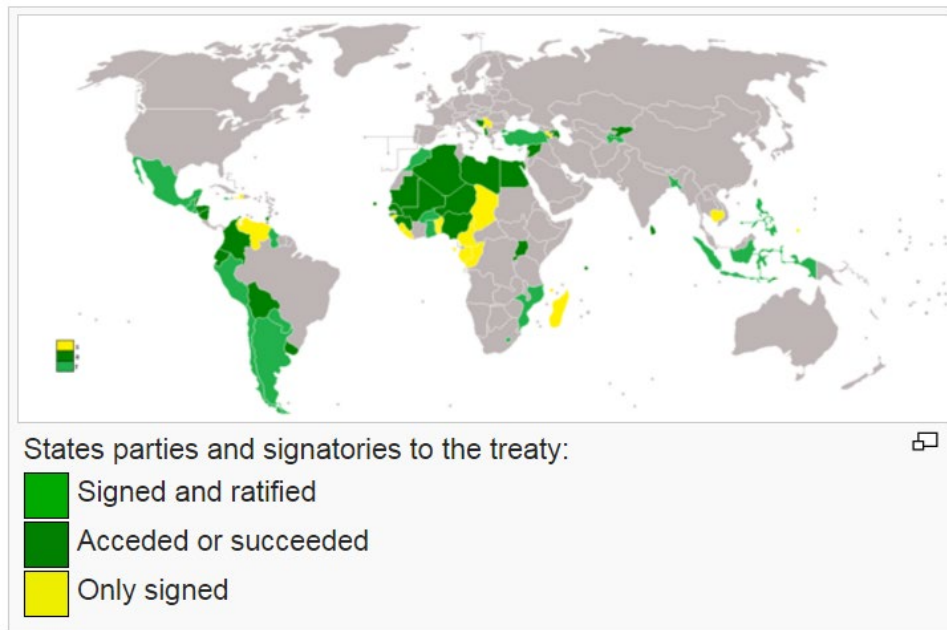 States parties and signatories to the treaty:
Signed and ratified
Acceded or succeeded
Only signed